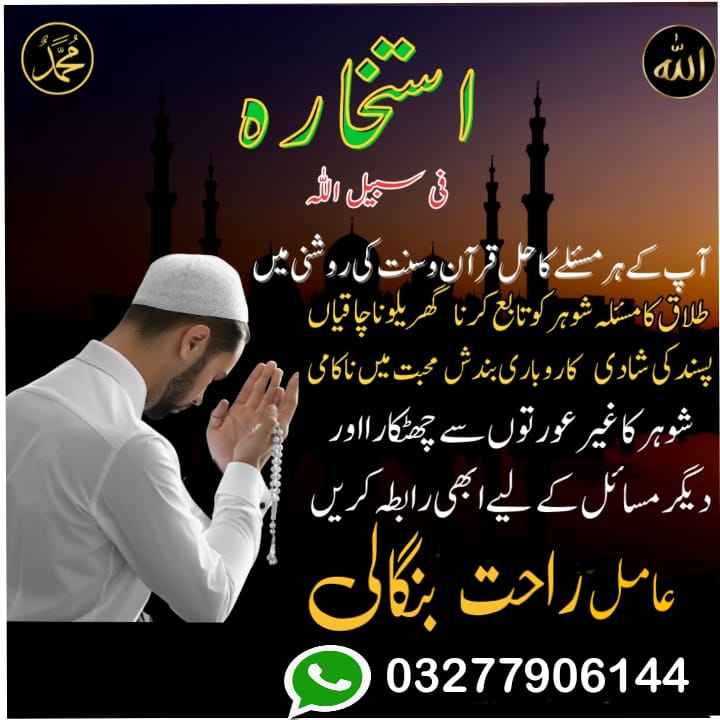 محمد
الله
استخارہ
فی سبیل اللہ
آپ کے ہر مسئلے کا حل قرآن و سنت کی روشنی میں
طلاق کا مسئلہ شوہر کو تابع کرنا گھریلو ناچاقیاں
پسند کی شادی کاروباری بندش محبت میں ناکامی
شوہر کا غیر عورتوں سے چھٹکارا اور
دیگر مسائل کے لیے ابھی رابطہ کریں
عامل راحت بنگالی
03277906144